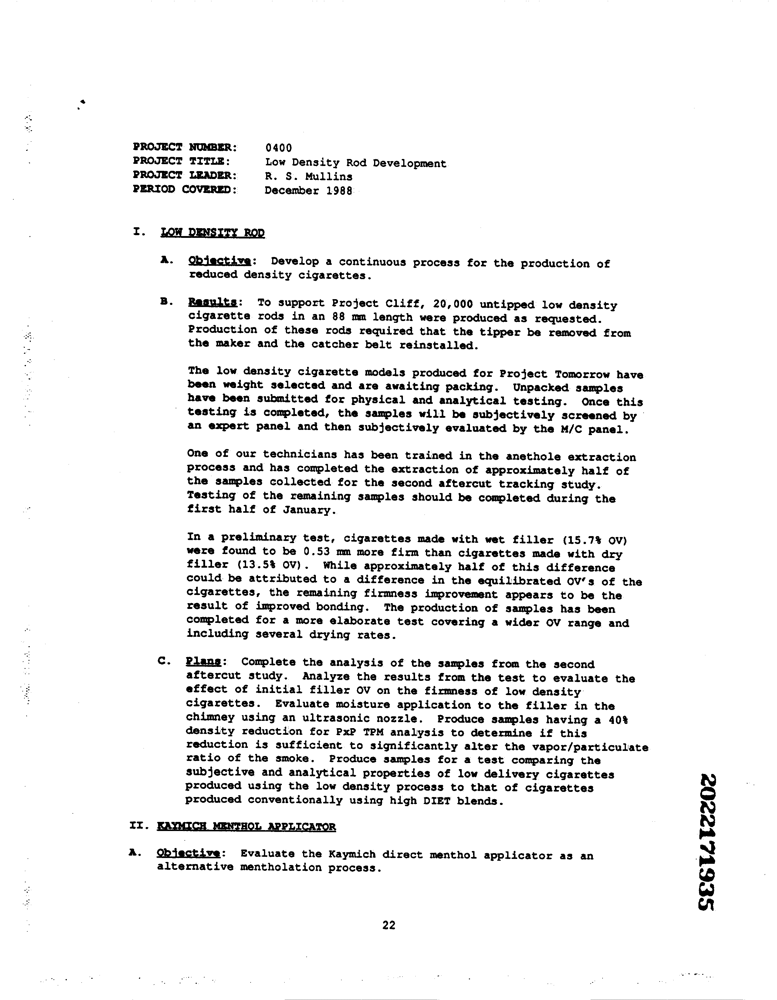 PROJECT NUMBER: 0400
PROJECT TITLE: Low Density Rod Development
PROJECT LEADER: R. S. Mullins
PERIOD COVERED: December 1988
I. LOW DENSITY ROD
A. Objective: Develop a continuous process for the production of
reduced density cigarettes.
B. Results: To support Project Cliff, 20,000 untipped low density
cigarette rods in an 88 mm length were produced as requested.
Production of these rods required that the tipper be removed from
the maker and the catcher belt reinstalled.
The low density cigarette models produced for Project Tomorrow have
been weight selected and are awaiting packing. Unpacked samples
have been submitted for physical and analytical testing. Once this
testing is completed, the samples will be subjectively screened by
an expert panel and then subjectively evaluated by the M/C panel.
One of our technicians has been trained in the anethole extraction
process and has completed the extraction of approximately half of
the samples collected for the second aftercut tracking study.
Testing of the remaining samples should be completed during the
first half of January.
In a preliminary test, cigarettes made with wet filler (15.7% OV)
were found to be 0.53 mm more firm than cigarettes made with dry
filler (13.5% OV). While approximately half of this difference
could be attributed to a difference in the equilibrated OV's of the
cigarettes, the remaining firmness improvement appears to be the
result of improved bonding. The production of samples has been
completed for a more elaborate test covering a wider OV range and
including several drying rates.
C. Plans: Complete the analysis of the samples from the second
aftercut study. Analyze the results from the test to evaluate the
effect of initial filler OV on the firmness of low density
cigarettes. Evaluate moisture application to the filler in the
chimney using an ultrasonic nozzle. Produce samples having a 40%
density reduction for PxP TPM analysis to determine if this
reduction is sufficient to significantly alter the vapor/particulate
ratio of the smoke. Produce samples for a test comparing the
subjective and analytical properties of low delivery cigarettes
produced using the low density process to that of cigarettes
produced conventionally using high DIET blends.
II. KAYMICH MENTHOL APPLICATOR
A. Objective: Evaluate the Kaymich direct menthol applicator as an
alternative mentholation process.
22
2022171935